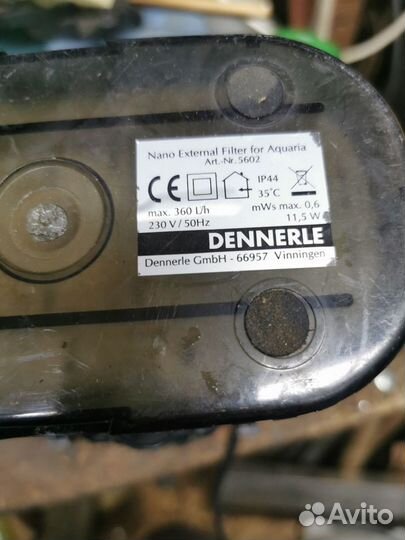 Nano External Filter for Aquaria
Art.-Nr. 5602
CE IP44
35°C
max. 360 L/h mWs max. 0,6
230 V / 50Hz 11,5 W
DENNERLE
Dennerle GmbH - 66957 Vinningen
Avito